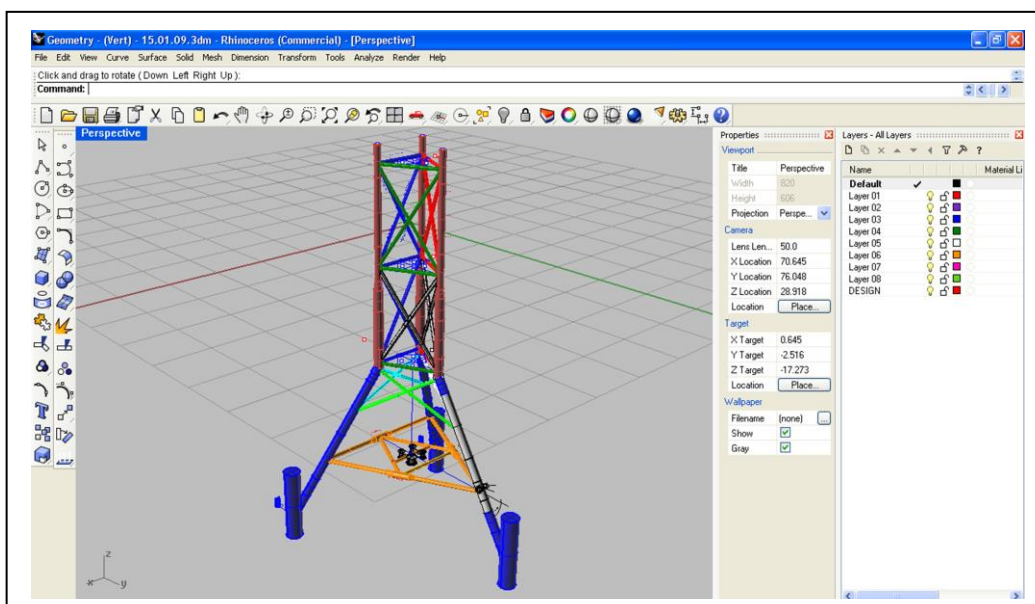 Geometry - (Vert) - 15.01.09.3dm - Rhinoceros (Commercial) - [Perspective]
File Edit View Curve Surface Solid Mesh Dimension Transform Tools Analyze Render Help
Click and drag to rotate ( Down Left Right Up ):
Command:
Perspective
z
x
y
Properties
Viewport
Title Perspective
Width 820
Height 606
Projection Perspe...
Camera
Lens Len... 50.0
X Location 70.645
Y Location 76.048
Z Location 28.918
Location Place...
Target
X Target 0.645
Y Target -2.516
Z Target -17.273
Location Place...
Wallpaper
Filename (none) ...
Show
Gray
Layers - All Layers
Name Material Li
Default
Layer 01
Layer 02
Layer 03
Layer 04
Layer 05
Layer 06
Layer 07
Layer 08
DESIGN